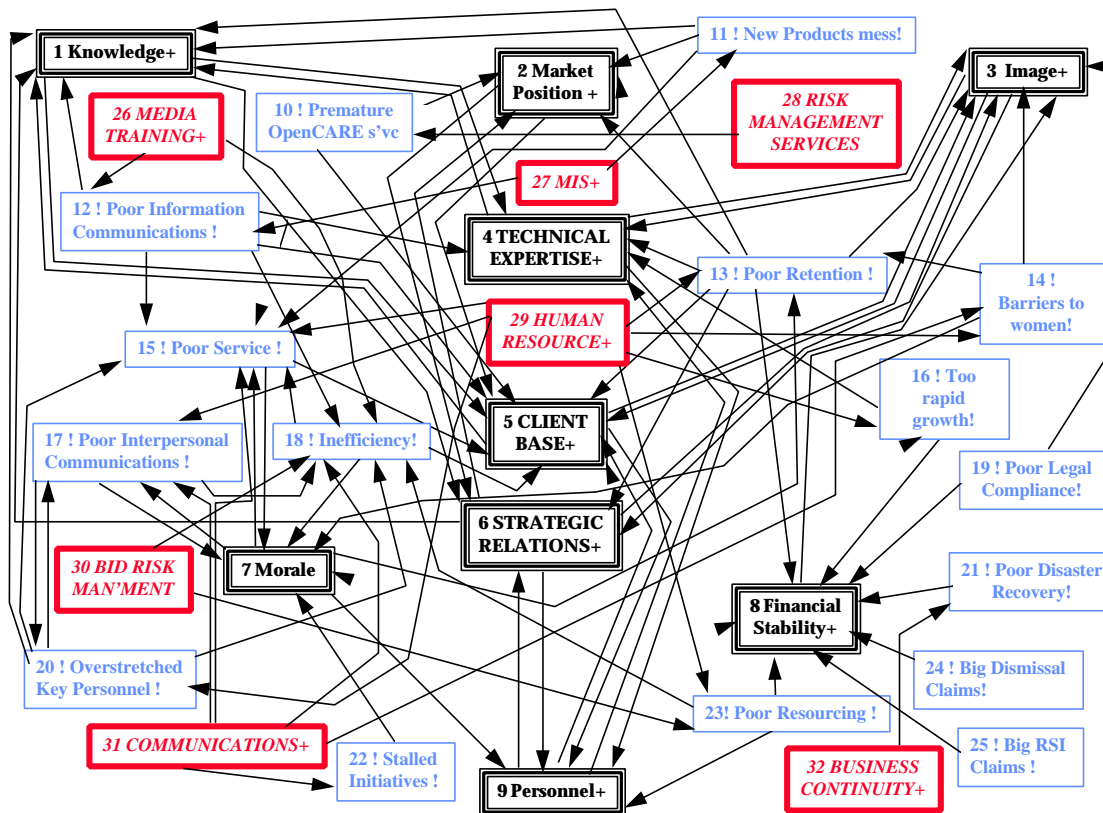 11 ! New Products mess!
1 Knowledge+
2 Market
Position +
3 Image+
26 MEDIA
TRAINING+
10 ! Premature
OpenCARE s'vc
28 RISK
MANAGEMENT
SERVICES
27 MIS+
12 ! Poor Information
Communications !
4 TECHNICAL
EXPERTISE+
13 ! Poor Retention !
14 !
Barriers to
women!
29 HUMAN
RESOURCE+
15 ! Poor Service !
16 ! Too
rapid
growth!
17 ! Poor Interpersonal
Communications !
18 ! Inefficiency!
5 CLIENT
BASE+
19 ! Poor Legal
Compliance!
6 STRATEGIC
RELATIONS+
30 BID RISK
MAN'MENT
7 Morale
21 ! Poor Disaster
Recovery!
8 Financial
Stability+
20 ! Overstretched
Key Personnel !
24 ! Big Dismissal
Claims!
23! Poor Resourcing !
31 COMMUNICATIONS+
22 ! Stalled
Initiatives !
25 ! Big RSI
Claims !
32 BUSINESS
CONTINUITY+
9 Personnel+